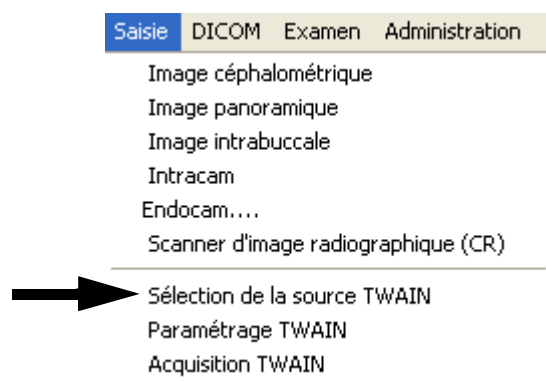 Saisie DICOM Examen Administration
Image céphalométrique
Image panoramique
Image intrabuccale
Intracam
Endocam....
Scanner d'image radiographique (CR)
Sélection de la source TWAIN
Paramétrage TWAIN
Acquisition TWAIN